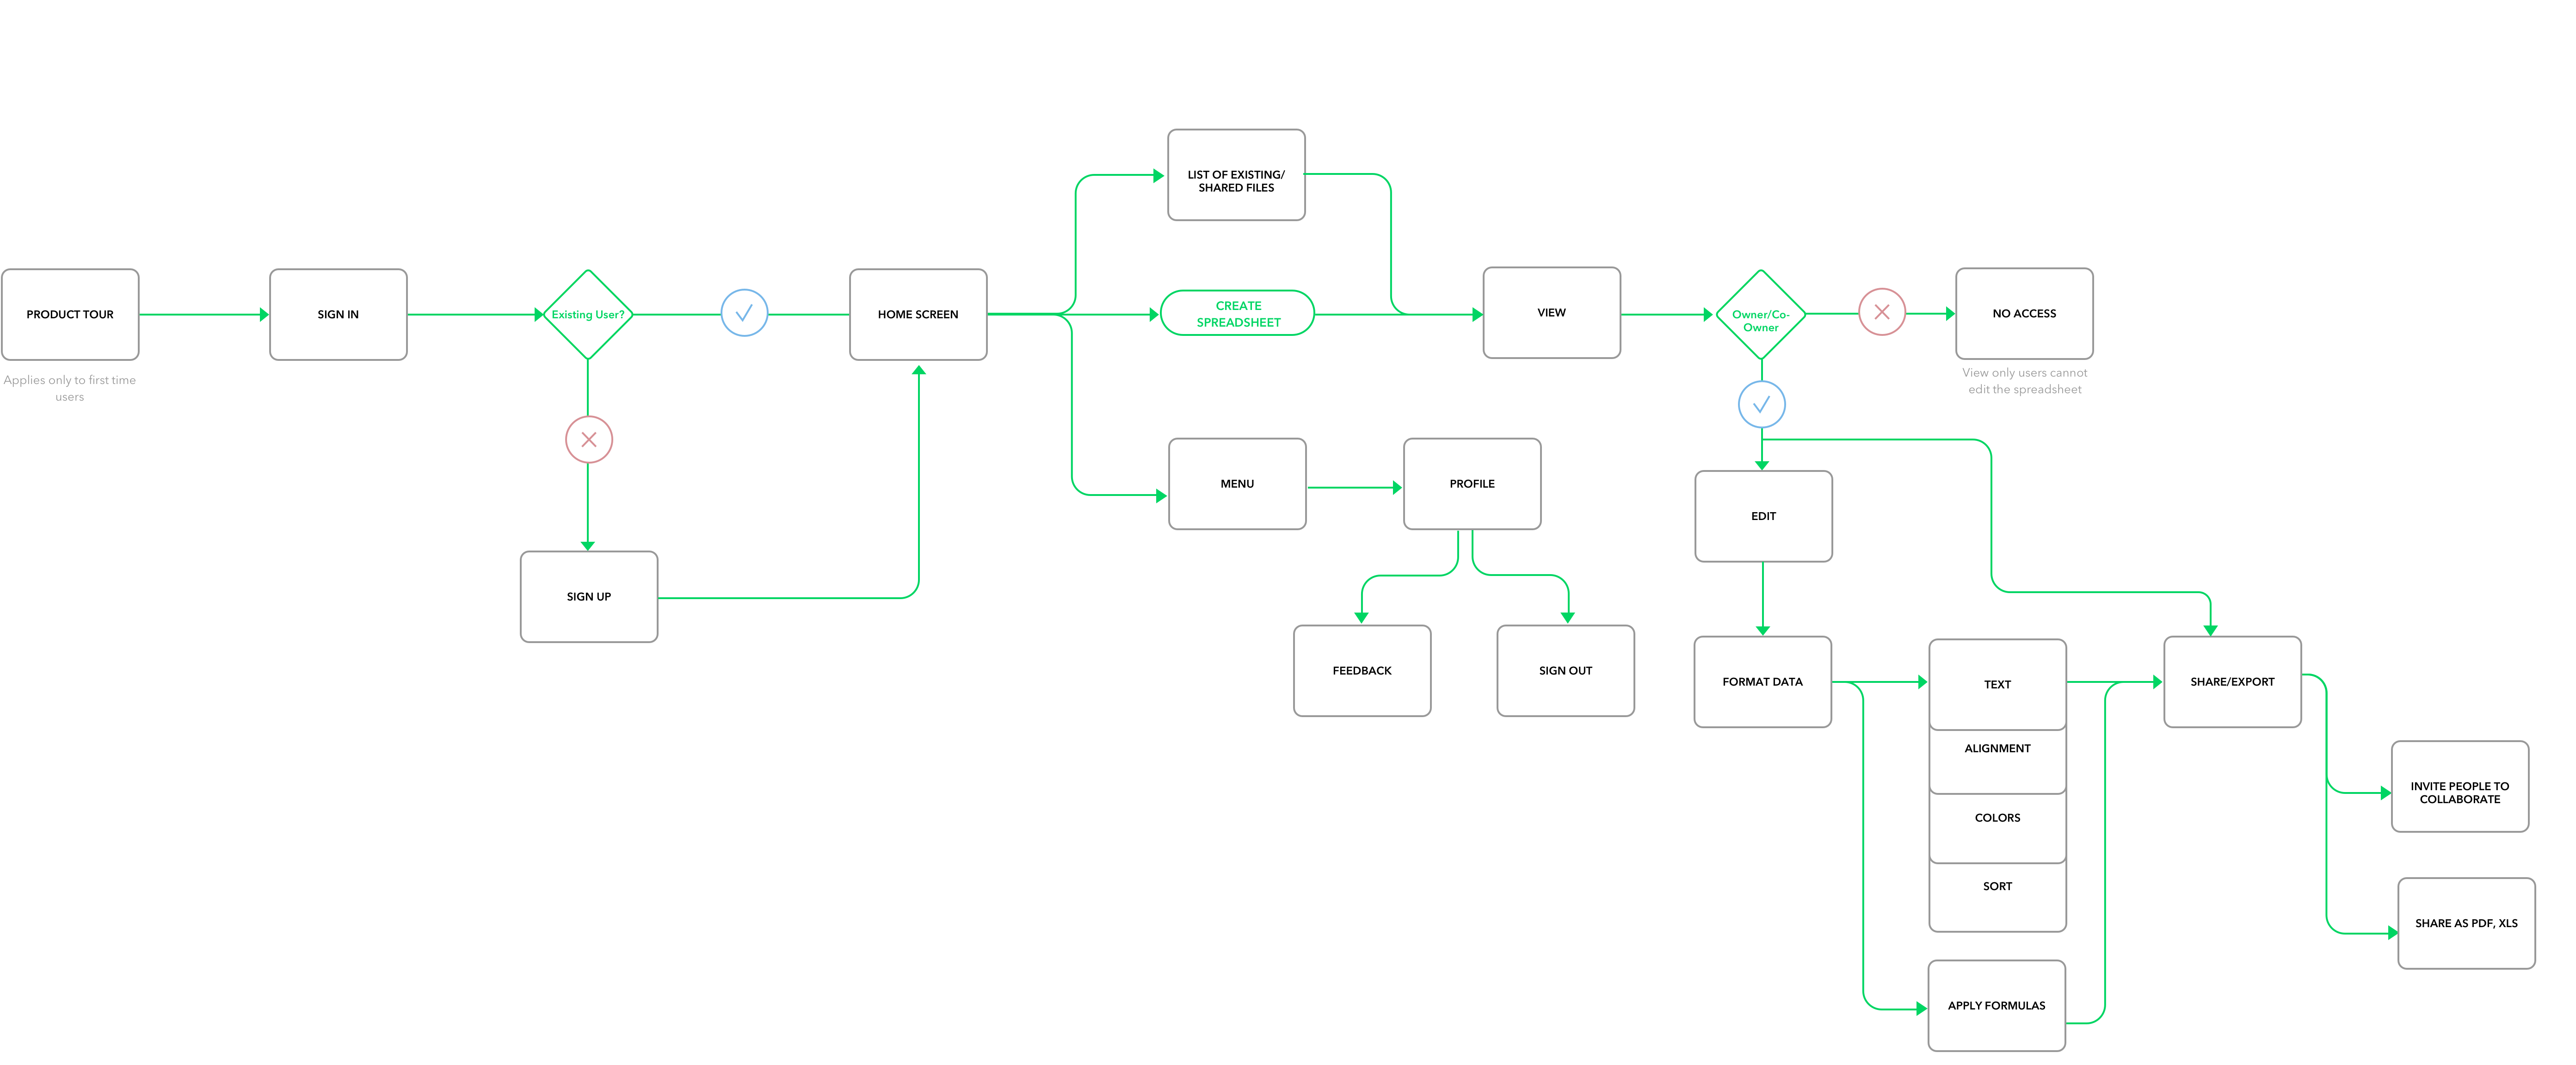 LIST OF EXISTING/
SHARED FILES
PRODUCT TOUR
SIGN IN
Existing User?
HOME SCREEN
CREATE
SPREADSHEET
VIEW
Owner/Co-
Owner
NO ACCESS
Applies only to first time
users
View only users cannot
edit the spreadsheet
MENU
PROFILE
EDIT
SIGN UP
FEEDBACK
SIGN OUT
FORMAT DATA
TEXT
SHARE/EXPORT
ALIGNMENT
COLORS
SORT
INVITE PEOPLE TO
COLLABORATE
SHARE AS PDF, XLS
APPLY FORMULAS